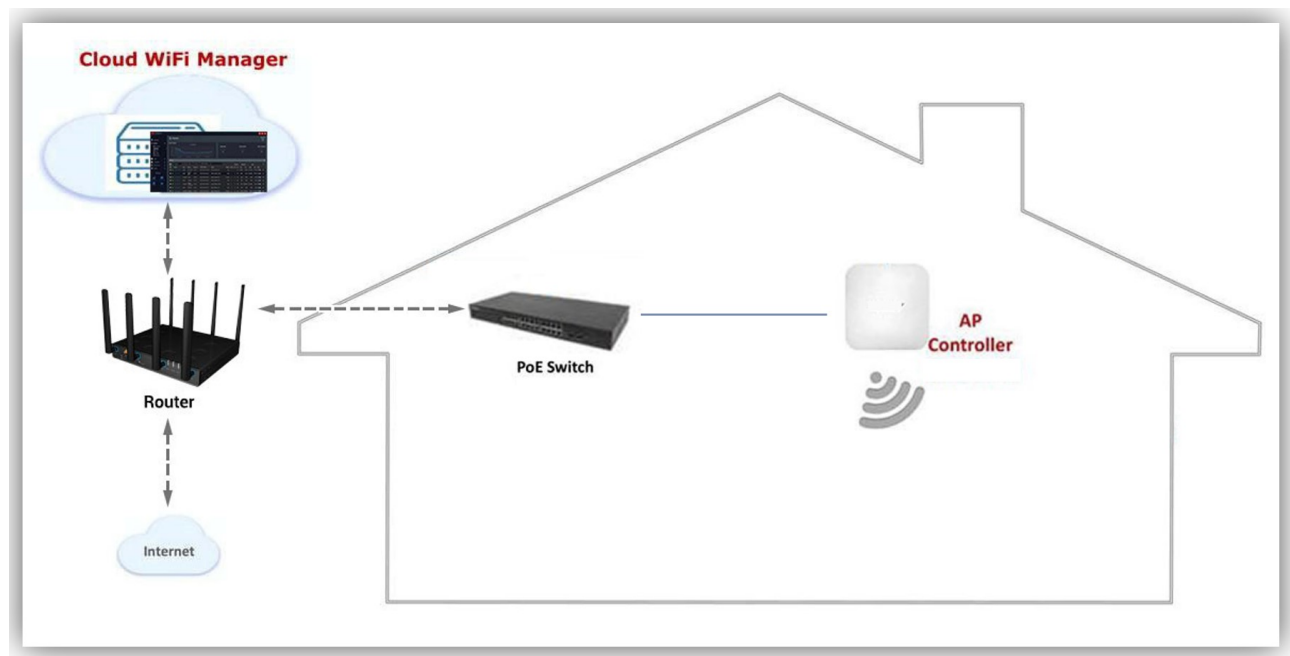 Cloud WiFi Manager
Router
Internet
PoE Switch
AP
Controller